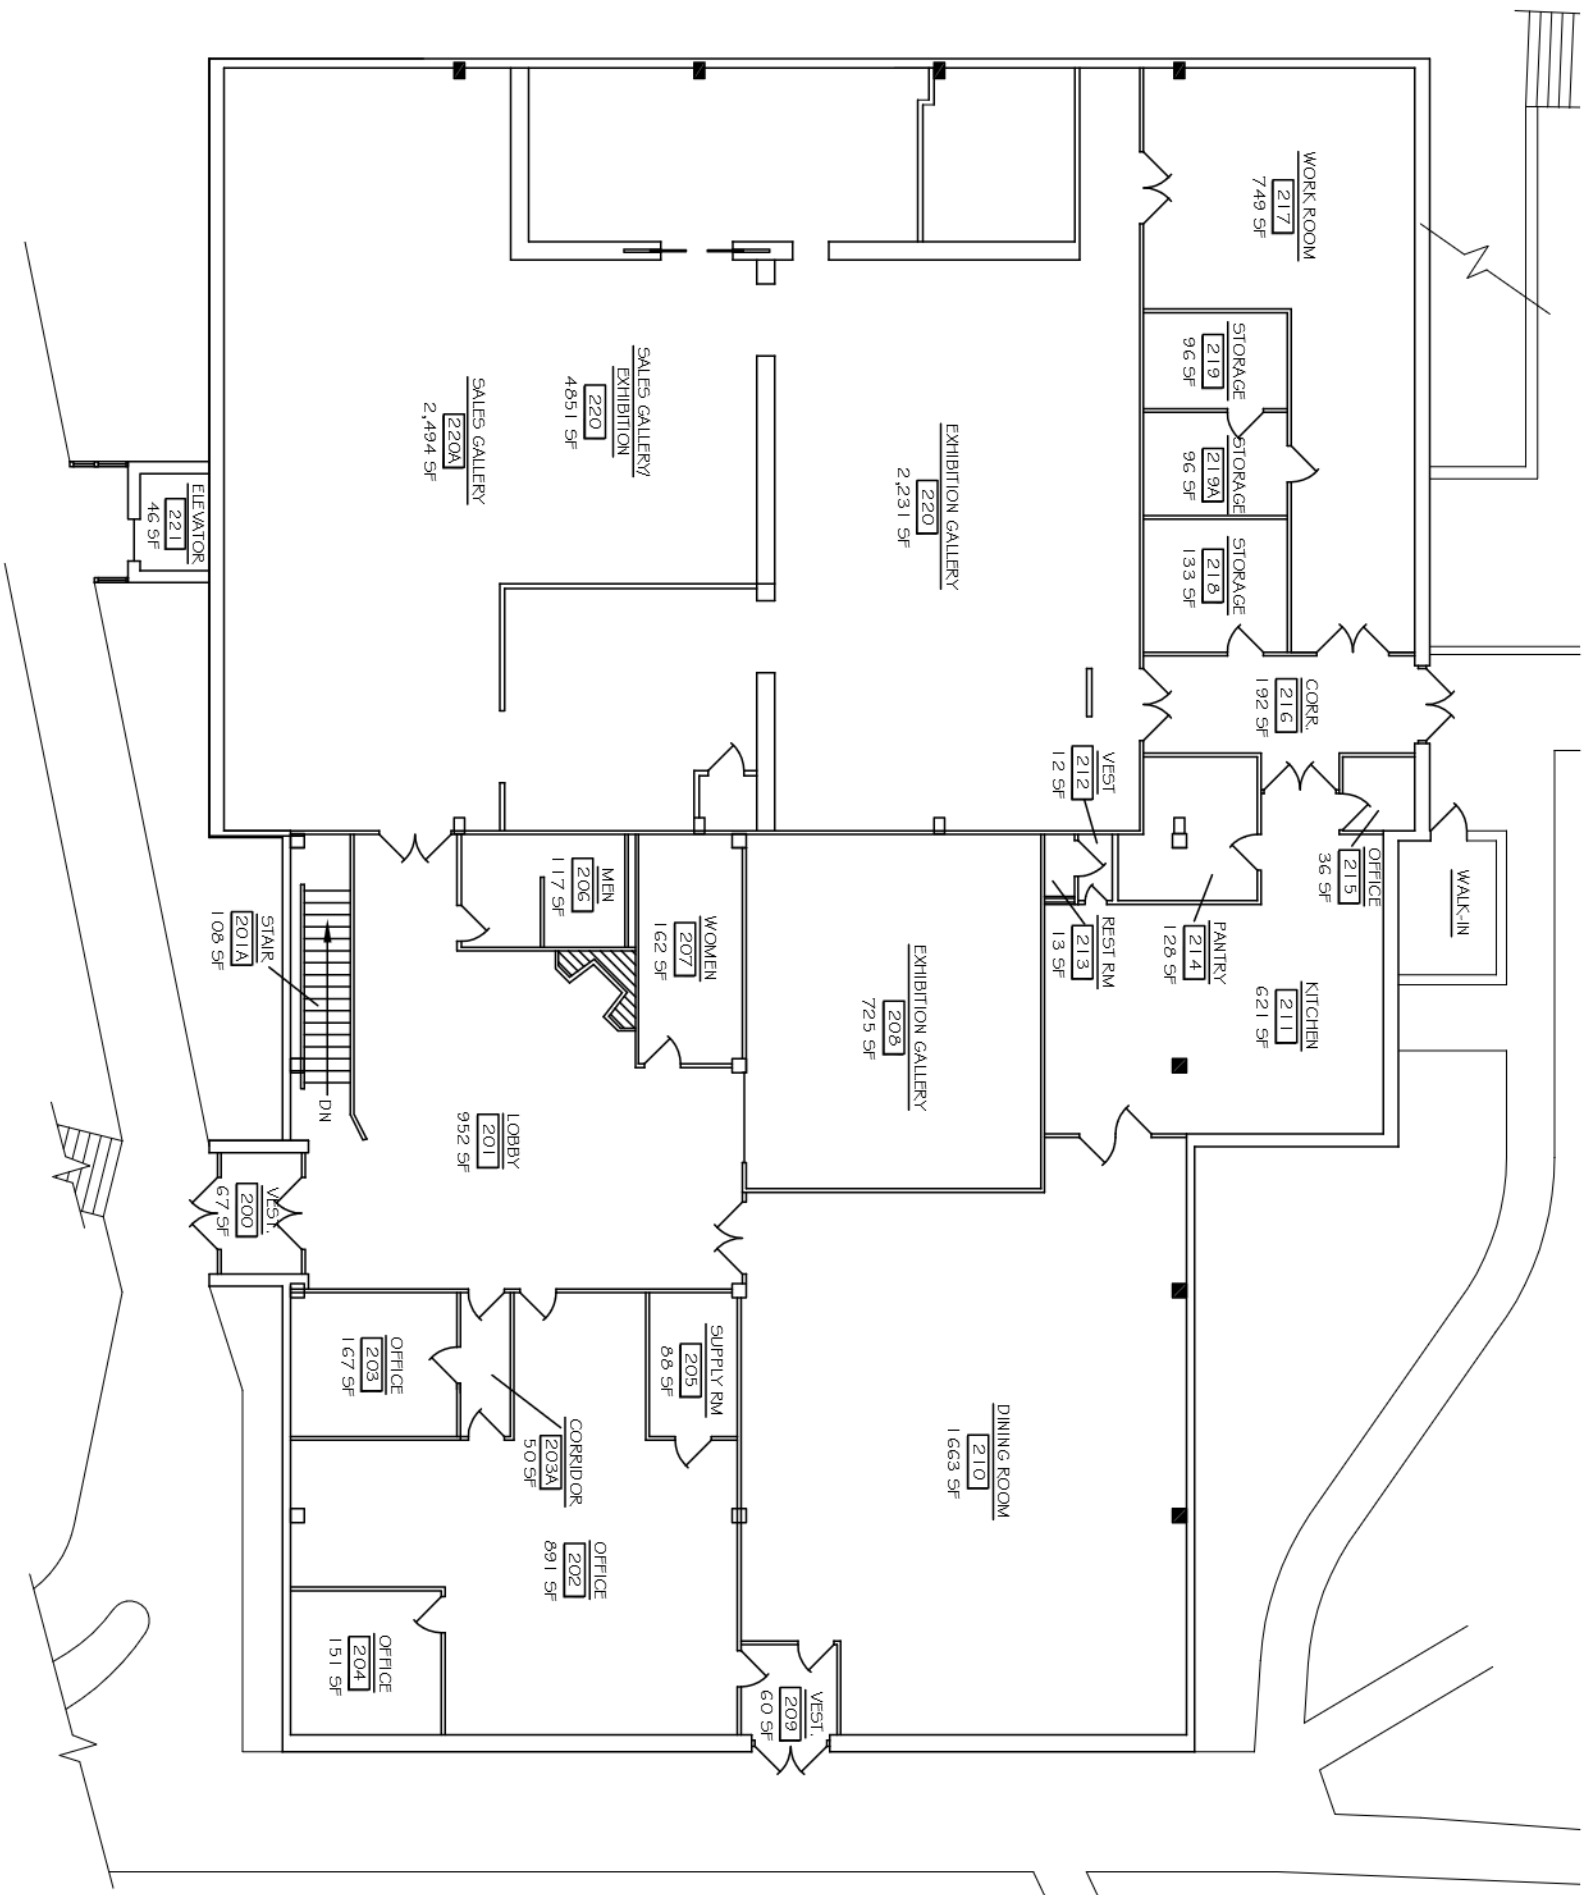 WORK ROOM
217
749 SF
STORAGE
219
96 SF
STORAGE
219A
96 SF
STORAGE
218
133 SF
CORR.
216
192 SF
OFFICE
215
36 SF
WALK-IN
VEST
212
12 SF
REST RM
213
13 SF
PANTRY
214
128 SF
KITCHEN
211
621 SF
EXHIBITION GALLERY
220
2,231 SF
SALES GALLERY/
EXHIBITION
220
4851 SF
SALES GALLERY
220A
2,494 SF
ELEVATOR
221
46 SF
MEN
206
117 SF
WOMEN
207
162 SF
EXHIBITION GALLERY
208
725 SF
STAIR
201A
108 SF
DN
LOBBY
201
952 SF
VEST.
200
67 SF
OFFICE
203
167 SF
CORRIDOR
203A
50 SF
SUPPLY RM
205
88 SF
DINING ROOM
210
1663 SF
OFFICE
202
891 SF
OFFICE
204
151 SF
VEST.
209
60 SF